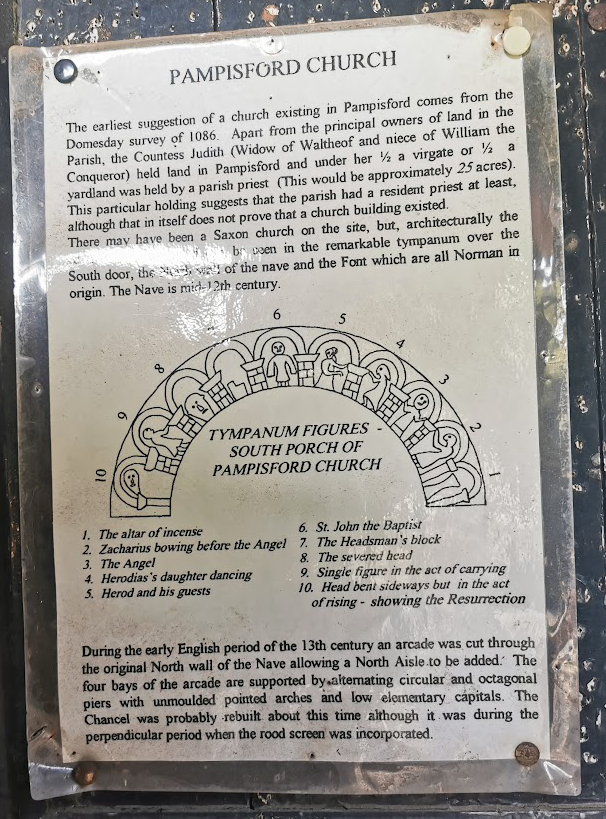 PAMPISFORD CHURCH
The earliest suggestion of a church existing in Pampisford comes from the
Domesday survey of 1086. Apart from the principal owners of land in the
Parish, the Countess Judith (Widow of Waltheof and niece of William the
Conqueror) held land in Pampisford and under her ½ a virgate or ½ a
yardland was held by a parish priest (This would be approximately 25 acres).
This particular holding suggests that the parish had a resident priest at least,
although that in itself does not prove that a church building existed.
There may have been a Saxon church on the site, but, architecturally the
be seen in the remarkable tympanum over the
South door, the wall of the nave and the Font which are all Norman in
origin. The Nave is mid-12th century.
6
5
4
8
3
9
2
10
1
TYMPANUM FIGURES -
SOUTH PORCH OF
PAMPISFORD CHURCH
1. The altar of incense
2. Zacharius bowing before the Angel
3. The Angel
4. Herodias's daughter dancing
5. Herod and his guests
6. St. John the Baptist
7. The Headsman's block
8. The severed head
9. Single figure in the act of carrying
10. Head bent sideways but in the act
of rising - showing the Resurrection
During the early English period of the 13th century an arcade was cut through
the original North wall of the Nave allowing a North Aisle to be added. The
four bays of the arcade are supported by alternating circular and octagonal
piers with unmoulded pointed arches and low elementary capitals. The
Chancel was probably rebuilt about this time although it was during the
perpendicular period when the rood screen was incorporated.